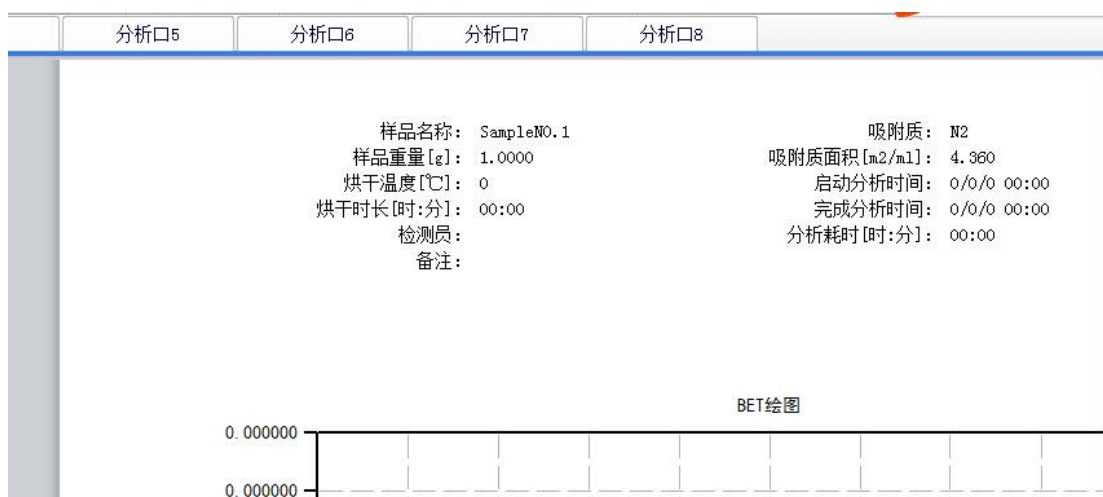 分析口5 分析口6 分析口7 分析口8
样品名称: SampleNO.1 吸附质: N2
样品重量[g]: 1.0000 吸附质面积[m2/ml]: 4.360
烘干温度[℃]: 0 启动分析时间: 0/0/0 00:00
烘干时长[时:分]: 00:00 完成分析时间: 0/0/0 00:00
检测员: 分析耗时[时:分]: 00:00
备注:
BET绘图
0.000000
0.000000